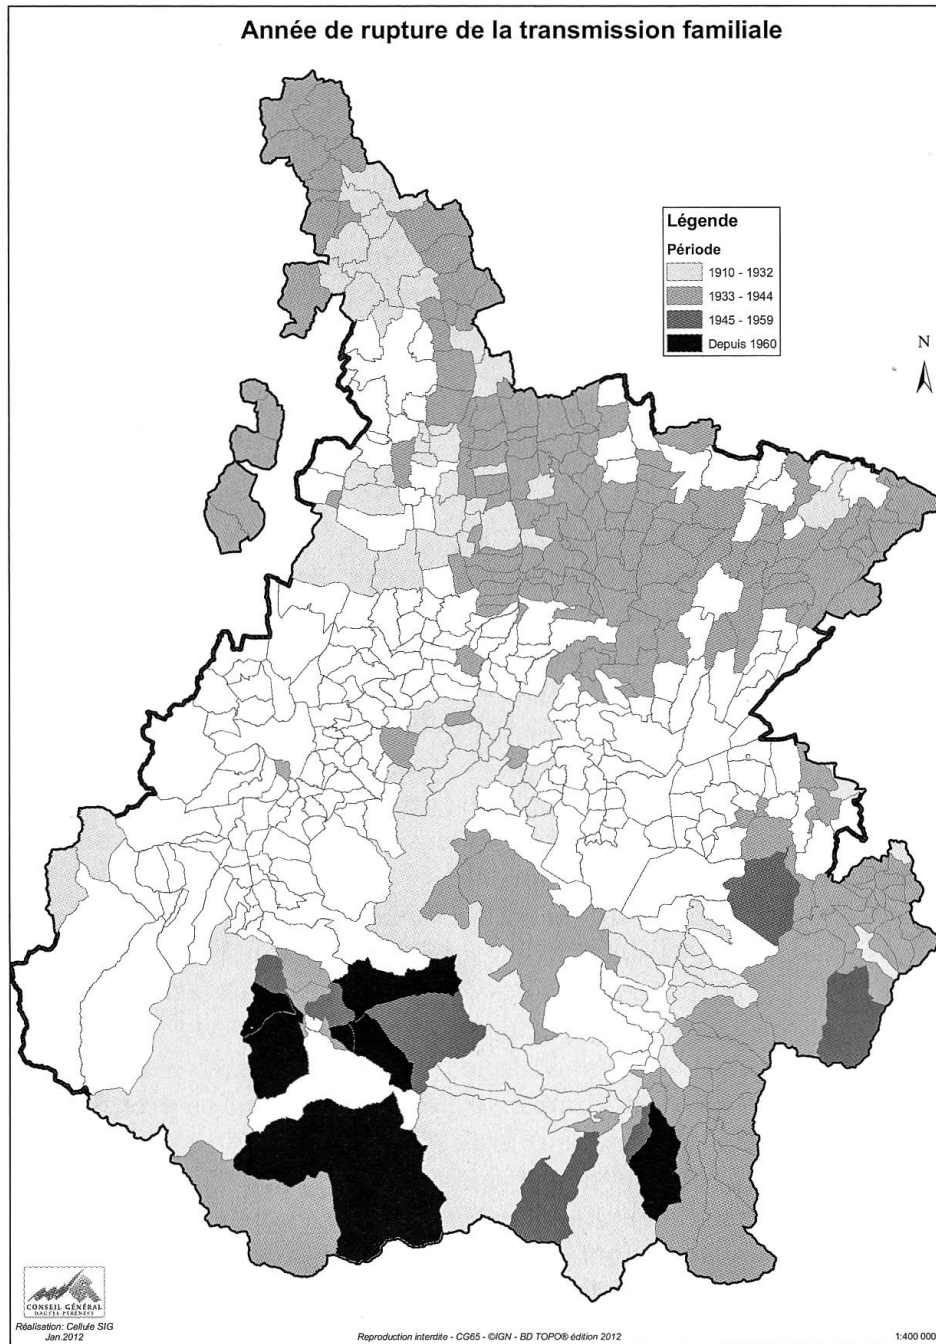 Année de rupture de la transmission familiale
Légende
Période
1910 - 1932
1933 - 1944
1945 - 1959
Depuis 1960
N
CONSEIL GÉNÉRAL
HAUTES-PYRÉNÉES
Réalisation: Cellule SIG
Jan.2012
Reproduction interdite - CG65 - ©IGN - BD TOPO® édition 2012
1:400 000